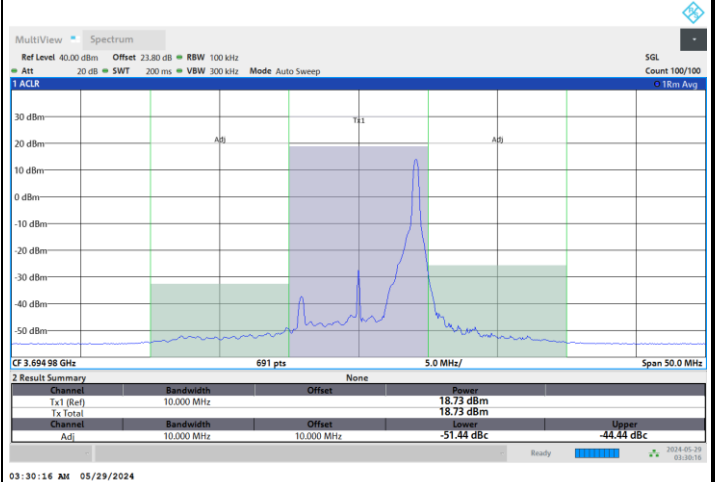 MultiView Spectrum
Ref Level 40.00 dBm Offset 23.80 dB RBW 100 kHz SGL
Att 20 dB SWT 200 ms VBW 300 kHz Mode Auto Sweep Count 100/100
1 ACLR 1Rm Avg
30 dBm
Tx1
20 dBm
Adj Adj
10 dBm
0 dBm
-10 dBm
-20 dBm
-30 dBm
-40 dBm
-50 dBm
CF 3.694 98 GHz 691 pts 5.0 MHz/ Span 50.0 MHz
2 Result Summary None
Channel Bandwidth Offset Power
Tx1 (Ref) 10.000 MHz 18.73 dBm
Tx Total 18.73 dBm
Channel Bandwidth Offset Lower Upper
Adj 10.000 MHz 10.000 MHz -51.44 dBc -44.44 dBc
Ready 2024-05-29
03:30:16
03:30:16 AM 05/29/2024